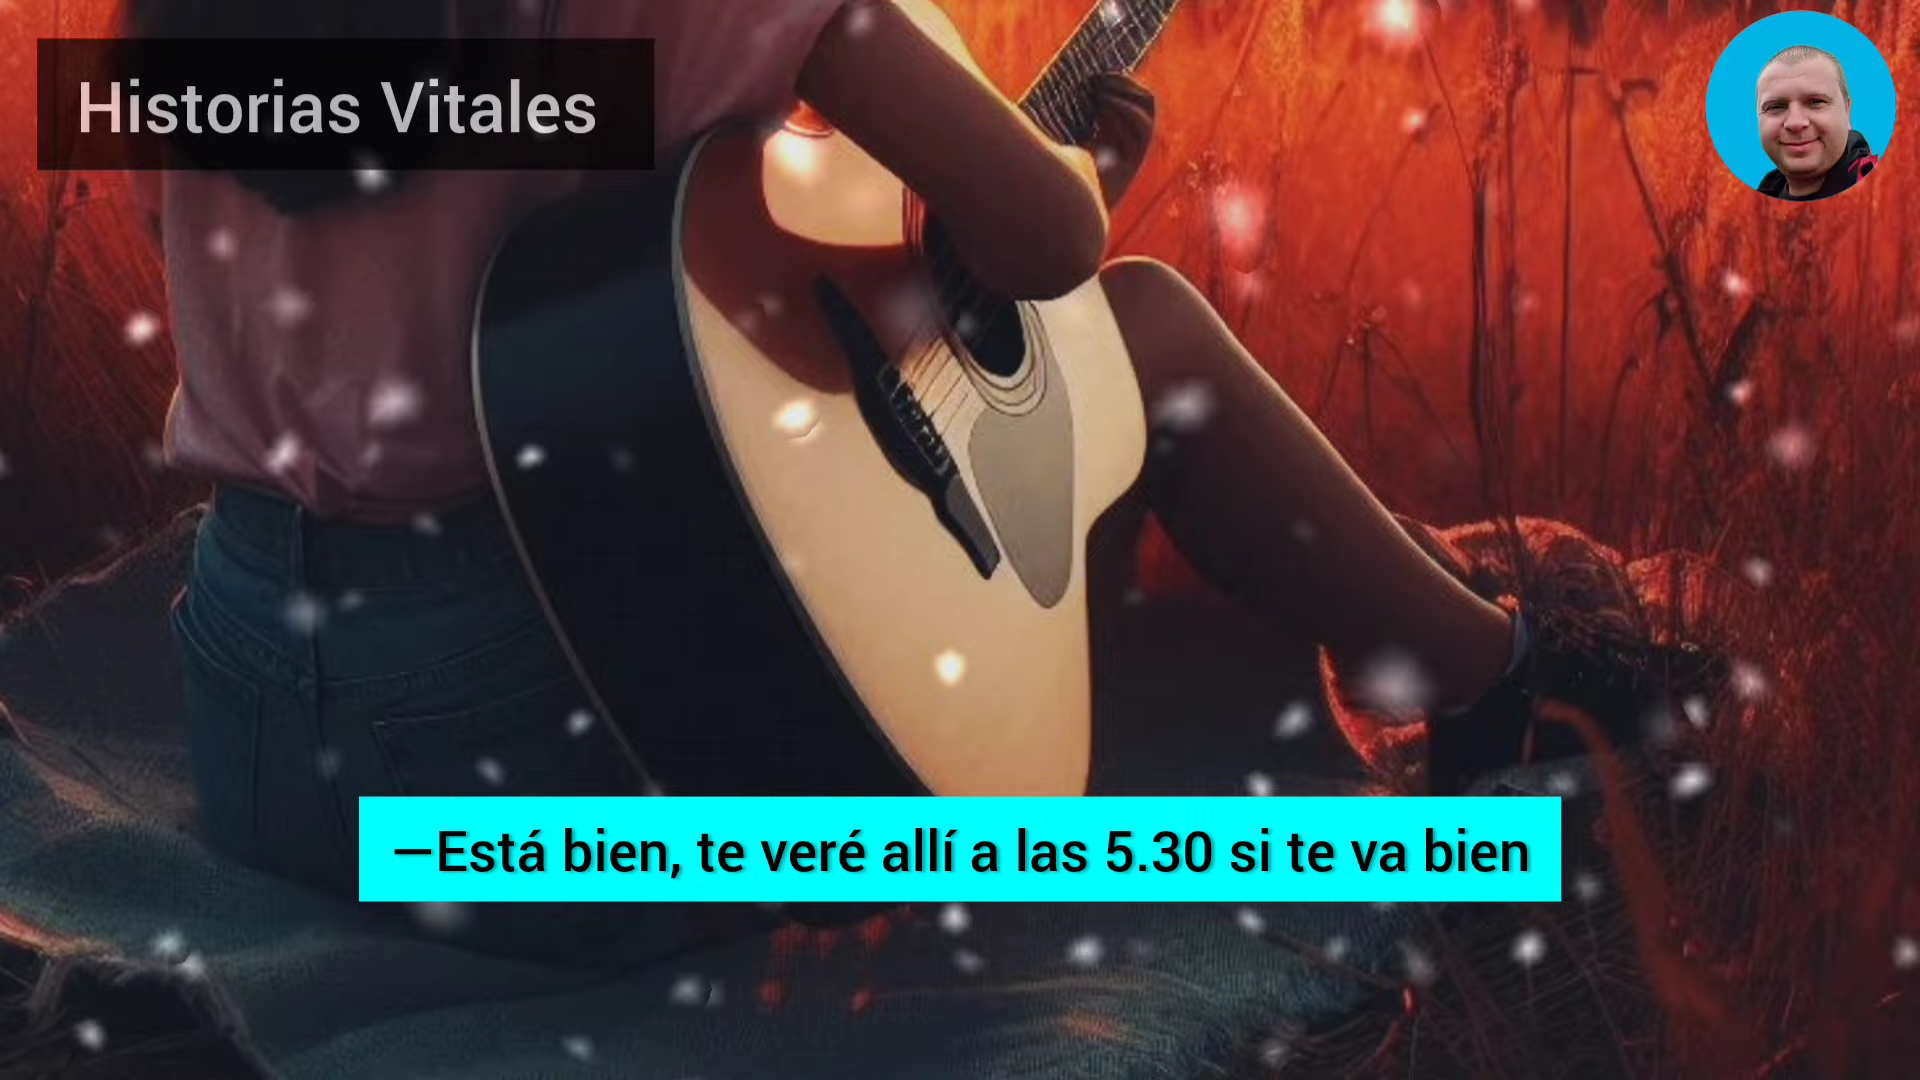 Historias Vitales
—Está bien, te veré allí a las 5.30 si te va bien